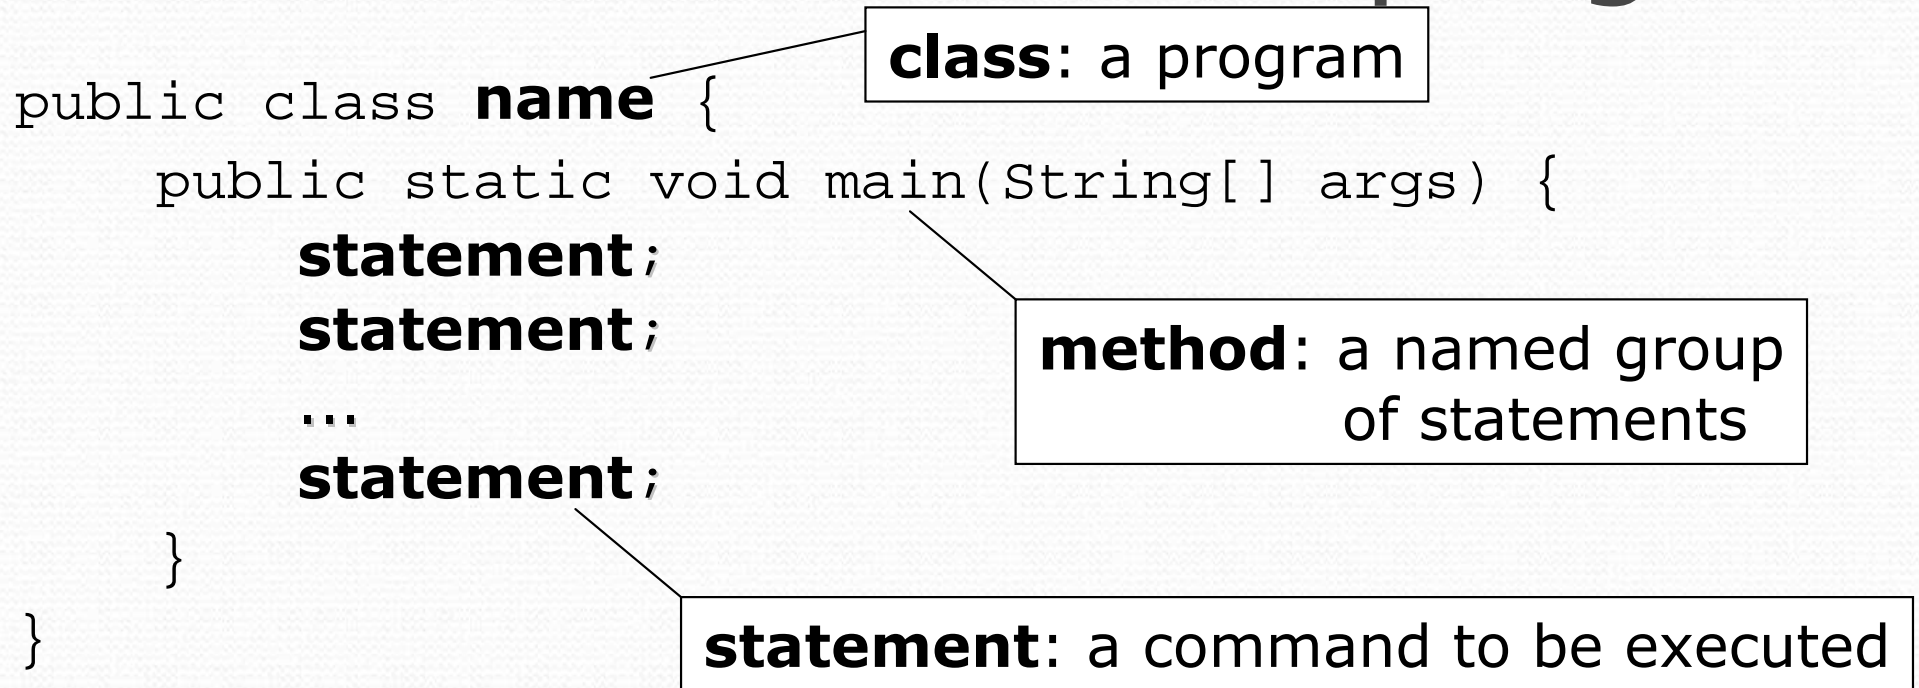 class: a program
public class name {
public static void main(String[] args) {
statement;
statement;
method: a named group
of statements
...
statement;
}
}
statement: a command to be executed